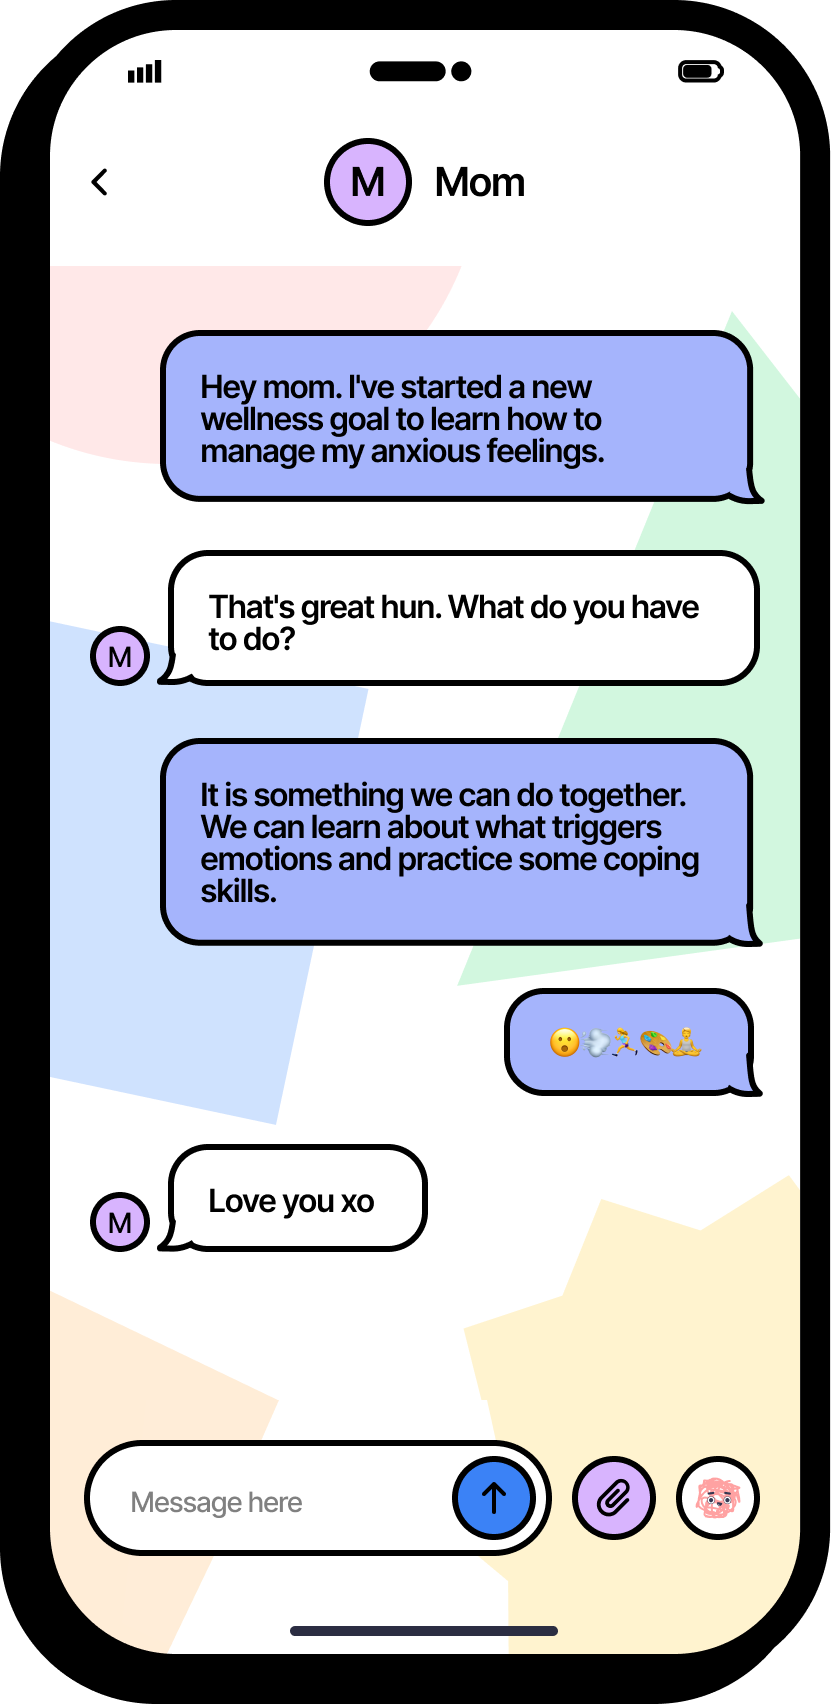 M Mom
Hey mom. I've started a new
wellness goal to learn how to
manage my anxious feelings.
That's great hun. What do you have
to do?
M
It is something we can do together.
We can learn about what triggers
emotions and practice some coping
skills.
😮💨🏃🎨🧘
Love you xo
M
Message here